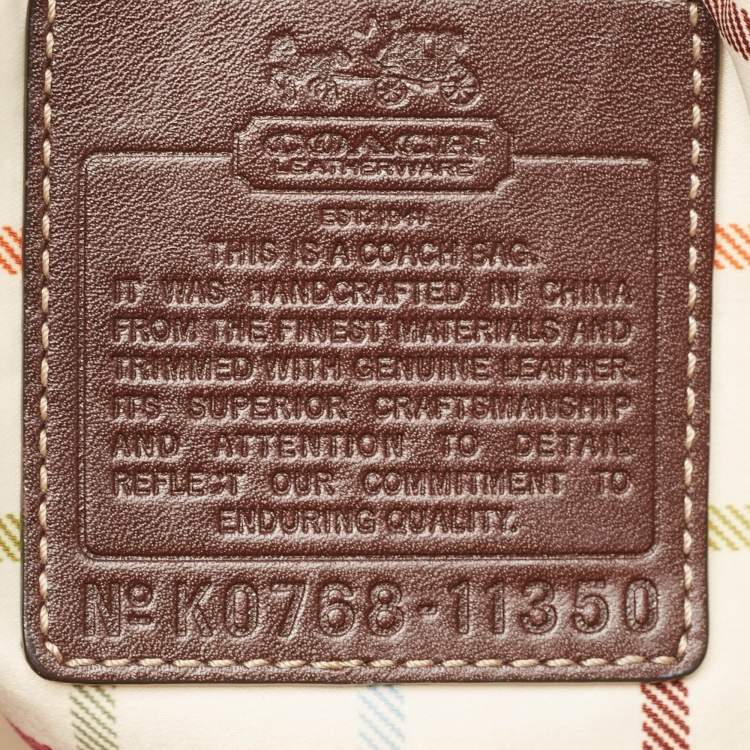 COACH
LEATHERWARE
EST. 1941
THIS IS A COACH BAG.
IT WAS HANDCRAFTED IN CHINA
FROM THE FINEST MATERIALS AND
TRIMMED WITH GENUINE LEATHER.
ITS SUPERIOR CRAFTSMANSHIP
AND ATTENTION TO DETAIL
REFLECT OUR COMMITMENT TO
ENDURING QUALITY.
Nº K0768-11350